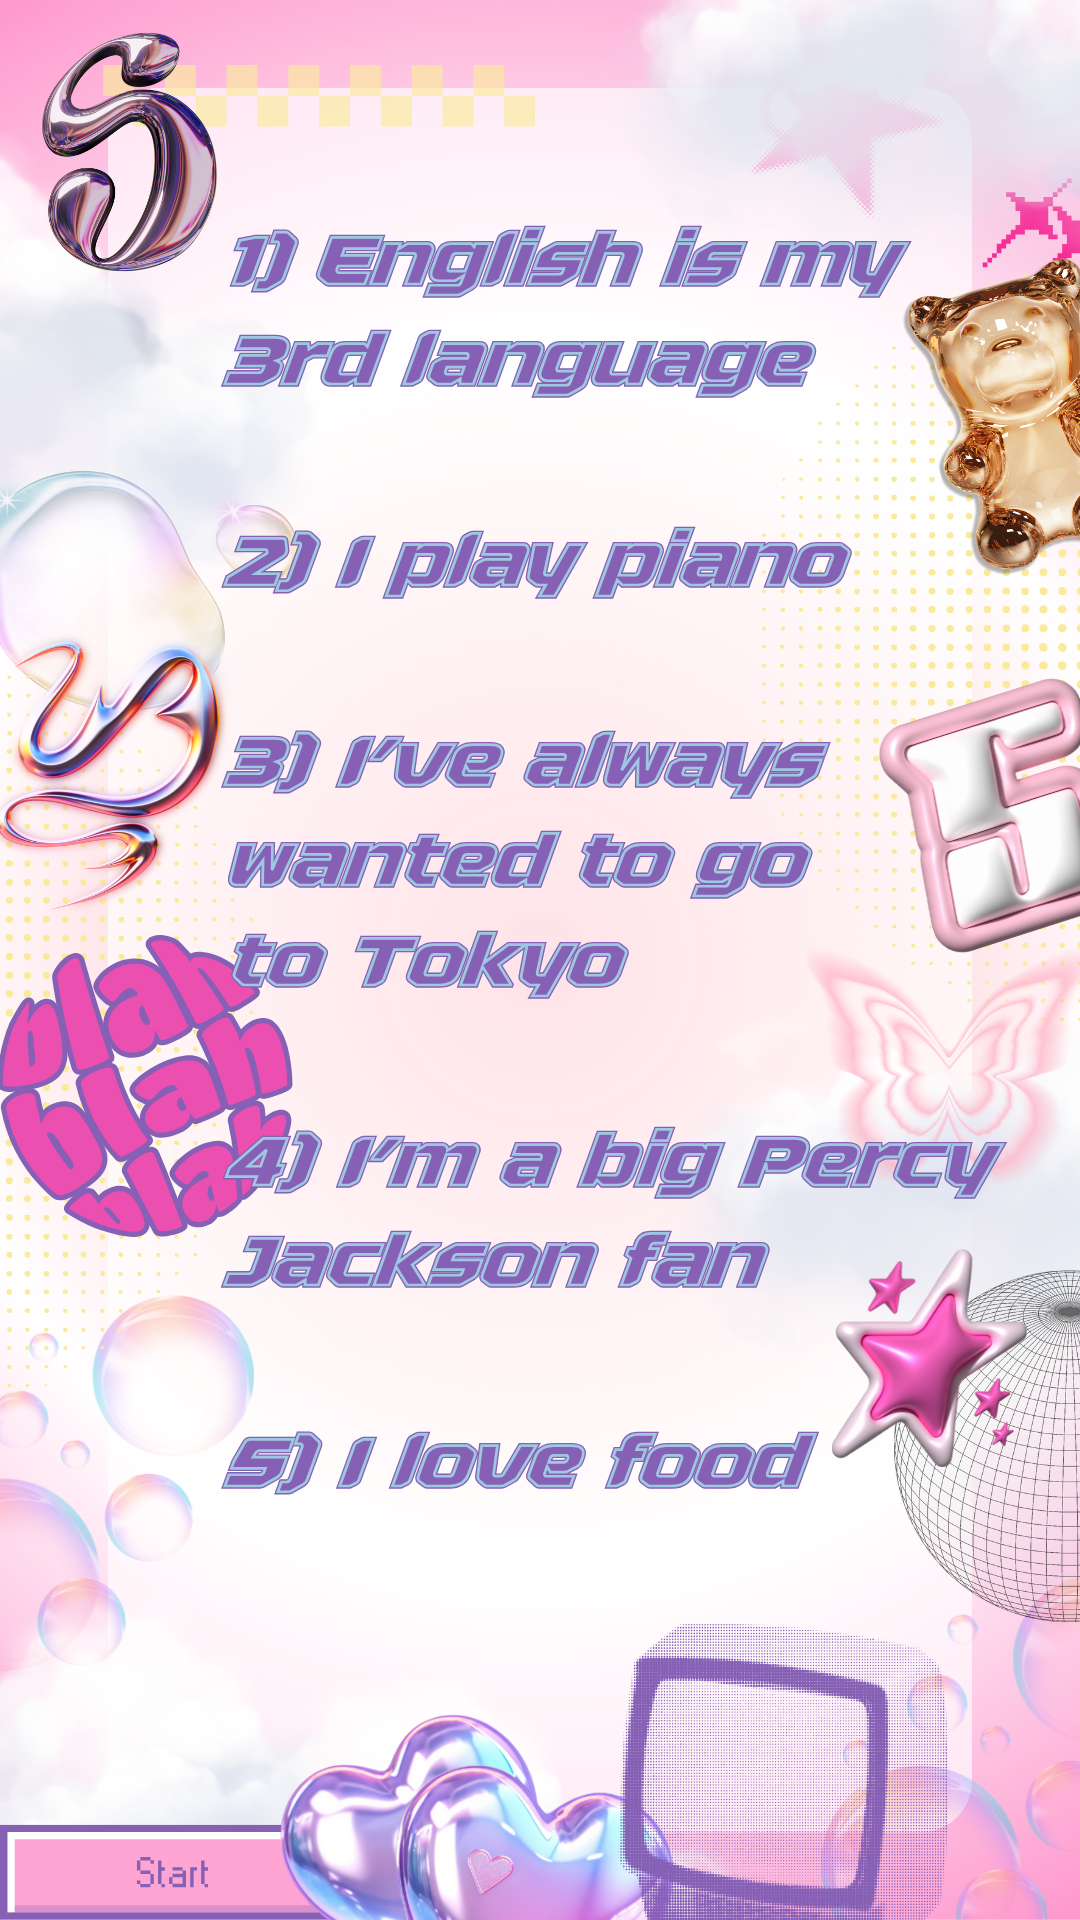 5
1) English is my
3rd language
2) I play piano
3) I've always
wanted to go
to Tokyo
5
blah
blah
blah
4) I'm a big Percy
Jackson fan
5) I love food
Start